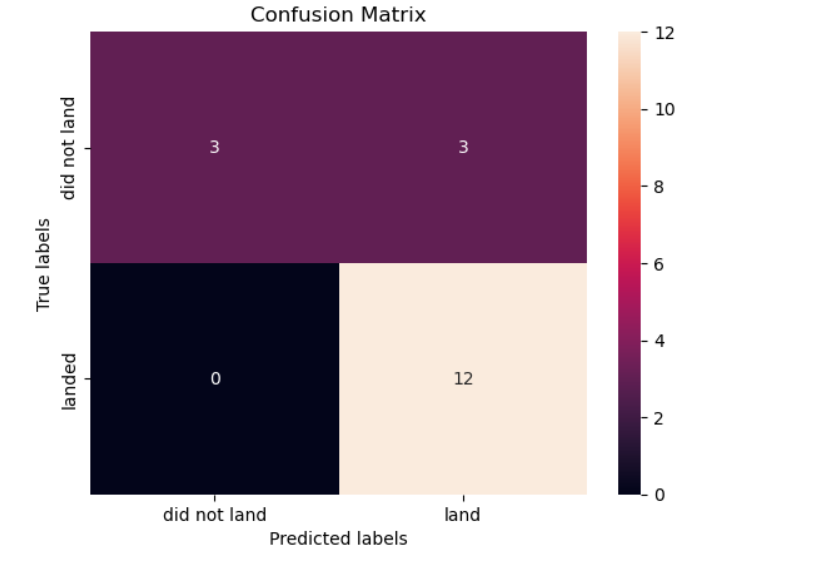 Confusion Matrix
did not land
landed
True labels
3
3
0
12
did not land
land
Predicted labels
12
10
8
6
4
2
0